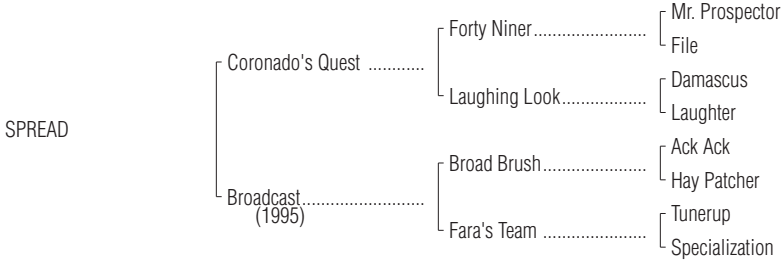 Mr. Prospector
Forty Niner......................
File
Coronado's Quest ............
Damascus
Laughing Look.................
Laughter
SPREAD
Ack Ack
Broad Brush.....................
Hay Patcher
Broadcast.........................
(1995)
Tunerup
Fara's Team .....................
Specialization